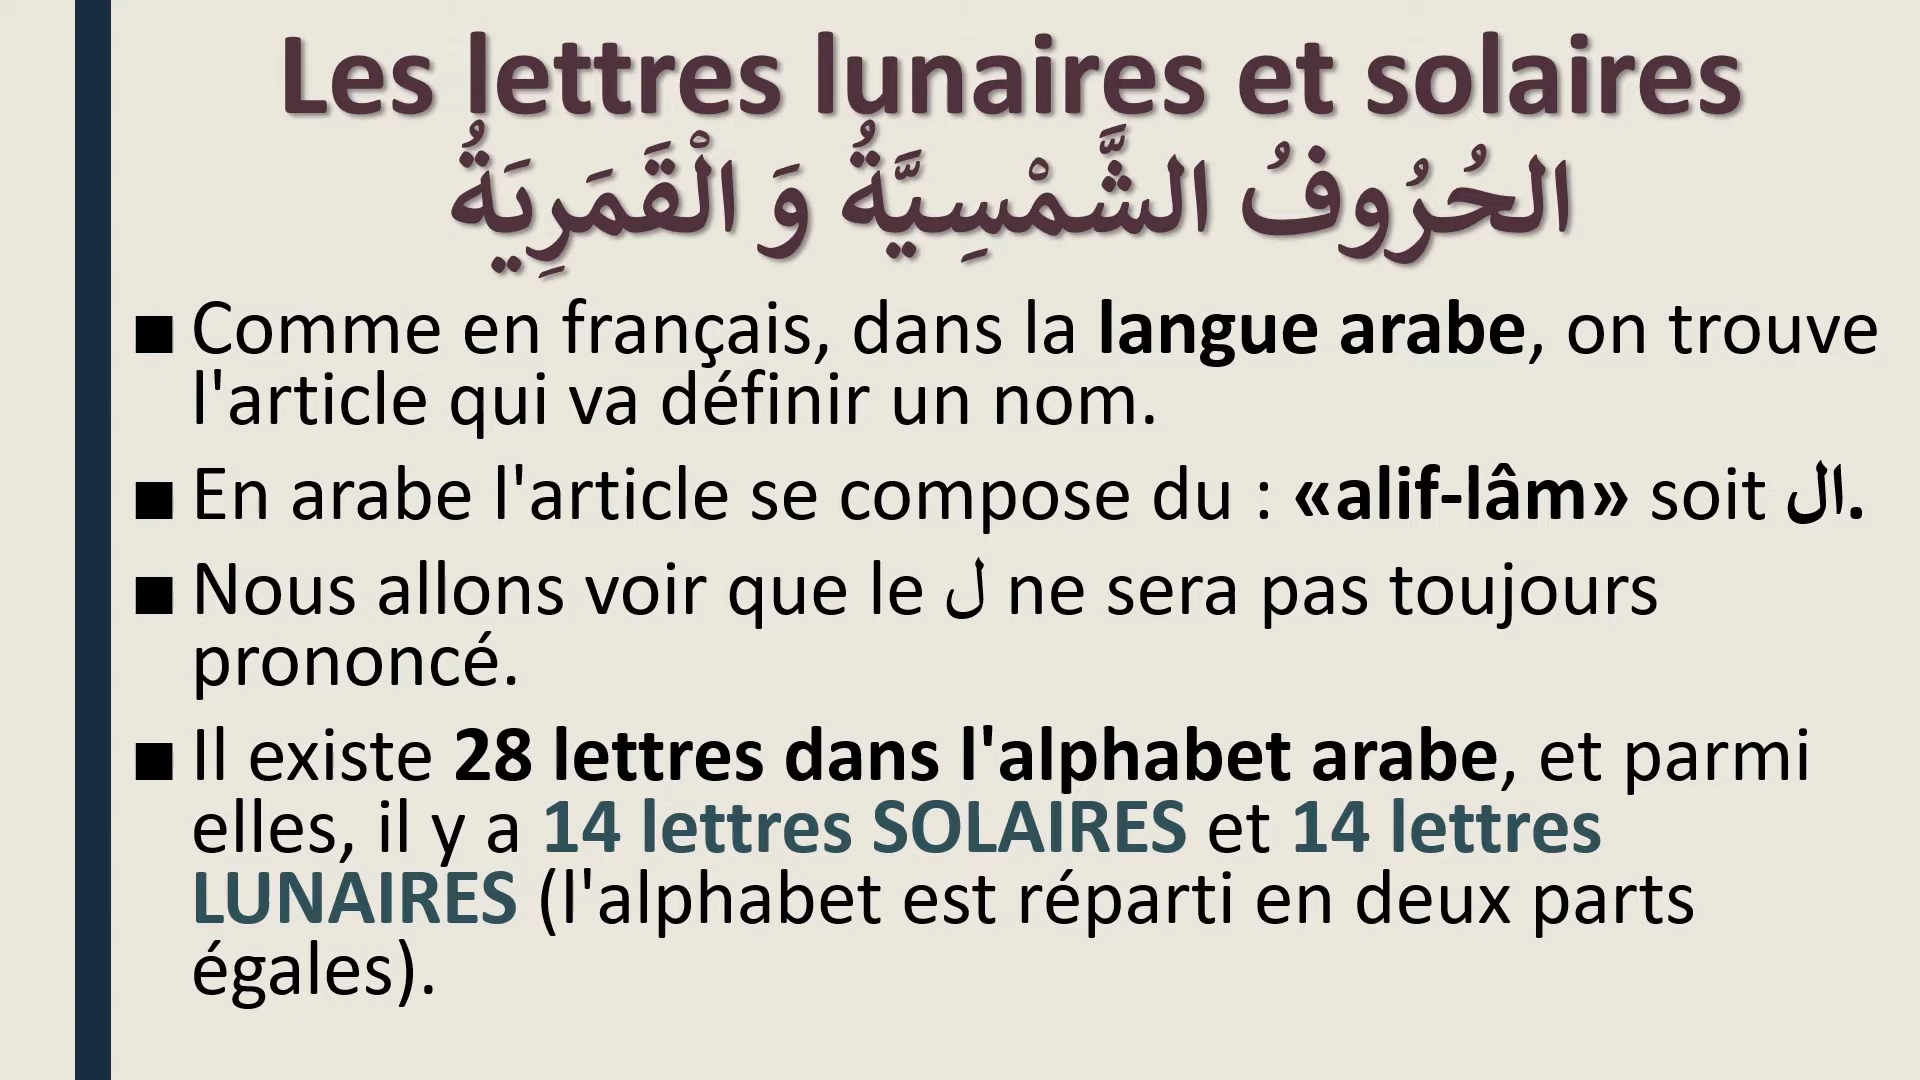 Les lettres lunaires et solaires
الحُرُوفُ الشَّمْسِيَّةُ وَ الْقَمَرِيَةُ
■ Comme en français, dans la langue arabe, on trouve
l'article qui va définir un nom.
■ En arabe l'article se compose du : «alif-lâm» soit ال.
■ Nous allons voir que le ل ne sera pas toujours
prononcé.
■ Il existe 28 lettres dans l'alphabet arabe, et parmi
elles, il y a 14 lettres SOLAIRES et 14 lettres
LUNAIRES (l'alphabet est réparti en deux parts
égales).